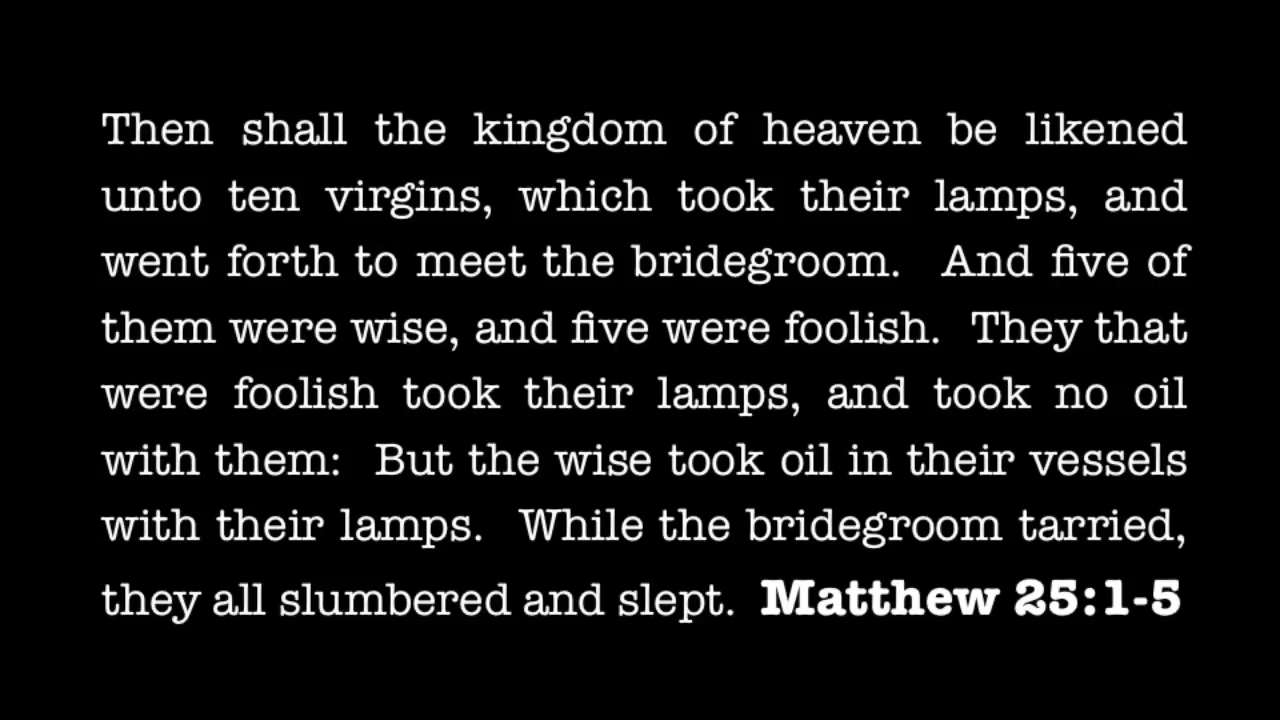 Then shall the kingdom of heaven be likened
unto ten virgins, which took their lamps, and
went forth to meet the bridegroom. And five of
them were wise, and five were foolish. They that
were foolish took their lamps, and took no oil
with them: But the wise took oil in their vessels
with their lamps. While the bridegroom tarried,
they all slumbered and slept. Matthew 25:1-5